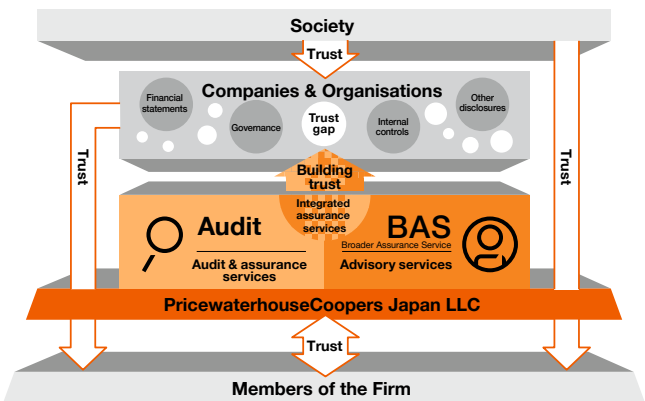 Society
Trust
Companies & Organisations
Financial
statements
Governance
Trust
gap
Internal
controls
Other
disclosures
Trust
Trust
Building
trust
Integrated
assurance
services
Audit
Audit & assurance
services
BAS
Broader Assurance Service
Advisory services
PricewaterhouseCoopers Japan LLC
Trust
Members of the Firm